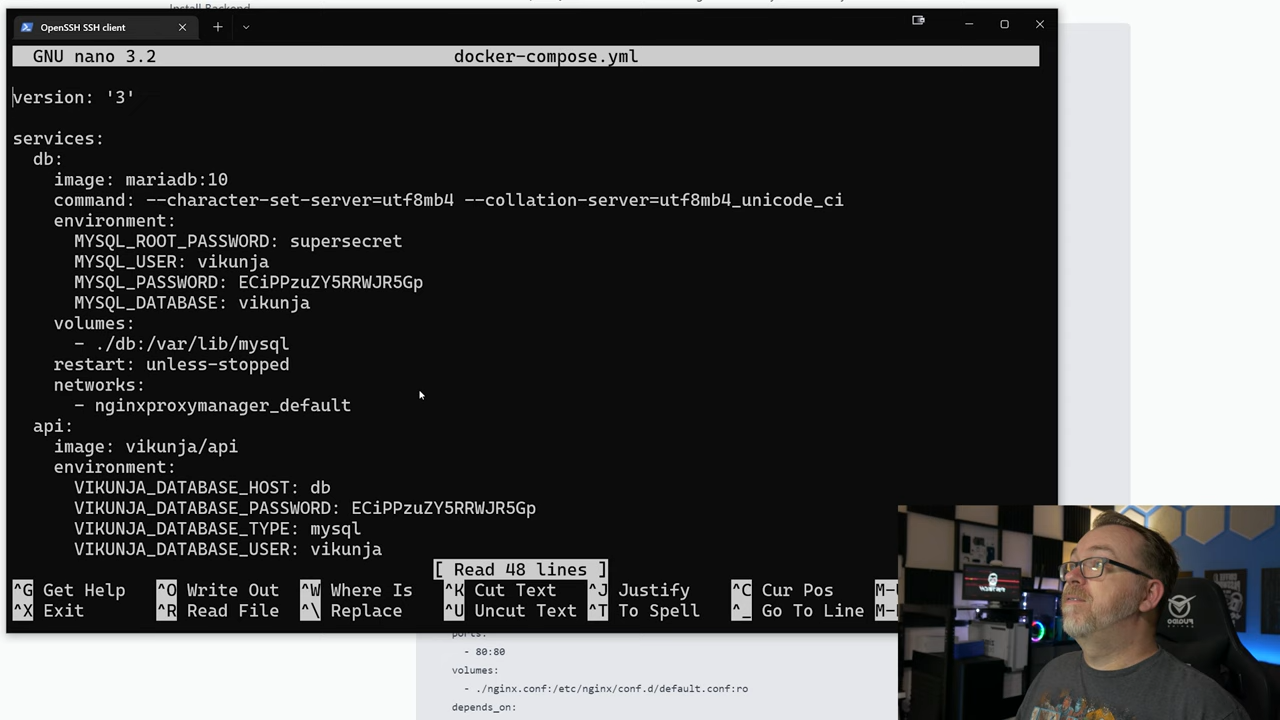 Install Backend
OpenSSH SSH client
GNU nano 3.2 docker-compose.yml
version: '3'
services:
db:
image: mariadb:10
command: --character-set-server=utf8mb4 --collation-server=utf8mb4_unicode_ci
environment:
MYSQL_ROOT_PASSWORD: supersecret
MYSQL_USER: vikunja
MYSQL_PASSWORD: ECiPPzuZY5RRWJR5Gp
MYSQL_DATABASE: vikunja
volumes:
- ./db:/var/lib/mysql
restart: unless-stopped
networks:
- nginxproxymanager_default
api:
image: vikunja/api
environment:
VIKUNJA_DATABASE_HOST: db
VIKUNJA_DATABASE_PASSWORD: ECiPPzuZY5RRWJR5Gp
VIKUNJA_DATABASE_TYPE: mysql
VIKUNJA_DATABASE_USER: vikunja
[ Read 48 lines ]
^G Get Help ^O Write Out ^W Where Is ^K Cut Text ^J Justify ^C Cur Pos M-
^X Exit ^R Read File ^\ Replace ^U Uncut Text ^T To Spell ^_ Go To Line M-
ports:
- 80:80
volumes:
- ./nginx.conf:/etc/nginx/conf.d/default.conf:ro
depends_on: